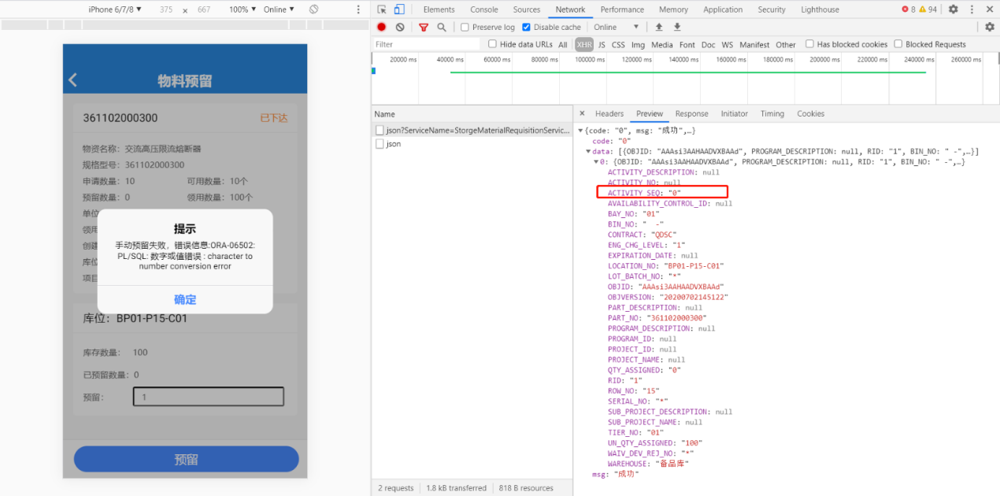 iPhone 6/7/8 ▼ 375 × 667 100% ▼ Online ▼
Elements Console Sources Network Performance Memory Application Security Lighthouse 8 94
Preserve log Disable cache Online ▼
Filter Hide data URLs All XHR JS CSS Img Media Font Doc WS Manifest Other Has blocked cookies Blocked Requests
20000 ms 40000 ms 60000 ms 80000 ms 100000 ms 120000 ms 140000 ms 160000 ms 180000 ms 200000 ms 220000 ms 240000 ms 260000 ms
物料预留
361102000300 已下达
物资名称：交流高压限流熔断器
规格型号：361102000300
申请数量：10 可用数量：10个
预留数量：0 领用数量：100个
单位
领用
创建
库位
项目
提示
手动预留失败，错误信息:ORA-06502:
PL/SQL: 数字或值错误 : character to
number conversion error
确定
库位：BP01-P15-C01
库存数量： 100
已预留数量：0
预留： 1
预留
Name
json?ServiceName=StorgeMaterialRequisitionServic...
json
2 requests 1.8 kB transferred 818 B resources
× Headers Preview Response Initiator Timing Cookies
▼{code: "0", msg: "成功",…}
code: "0"
▼data: [{OBJID: "AAAsi3AAHAADVXBAAd", PROGRAM_DESCRIPTION: null, RID: "1", BIN_NO: " -",…}]
▼0: {OBJID: "AAAsi3AAHAADVXBAAd", PROGRAM_DESCRIPTION: null, RID: "1", BIN_NO: " -",…}
ACTIVITY_DESCRIPTION: null
ACTIVITY_NO: null
ACTIVITY_SEQ: "0"
AVAILABILITY_CONTROL_ID: null
BAY_NO: "01"
BIN_NO: " -"
CONTRACT: "QDSC"
ENG_CHG_LEVEL: "1"
EXPIRATION_DATE: null
LOCATION_NO: "BP01-P15-C01"
LOT_BATCH_NO: "*"
OBJID: "AAAsi3AAHAADVXBAAd"
OBJVERSION: "20200702145122"
PART_DESCRIPTION: null
PART_NO: "361102000300"
PROGRAM_DESCRIPTION: null
PROGRAM_ID: null
PROJECT_ID: null
PROJECT_NAME: null
QTY_ASSIGNED: "0"
RID: "1"
ROW_NO: "15"
SERIAL_NO: "*"
SUB_PROJECT_DESCRIPTION: null
SUB_PROJECT_NAME: null
TIER_NO: "01"
UN_QTY_ASSIGNED: "100"
WAIV_DEV_REJ_NO: "*"
WAREHOUSE: "备品库"
msg: "成功"